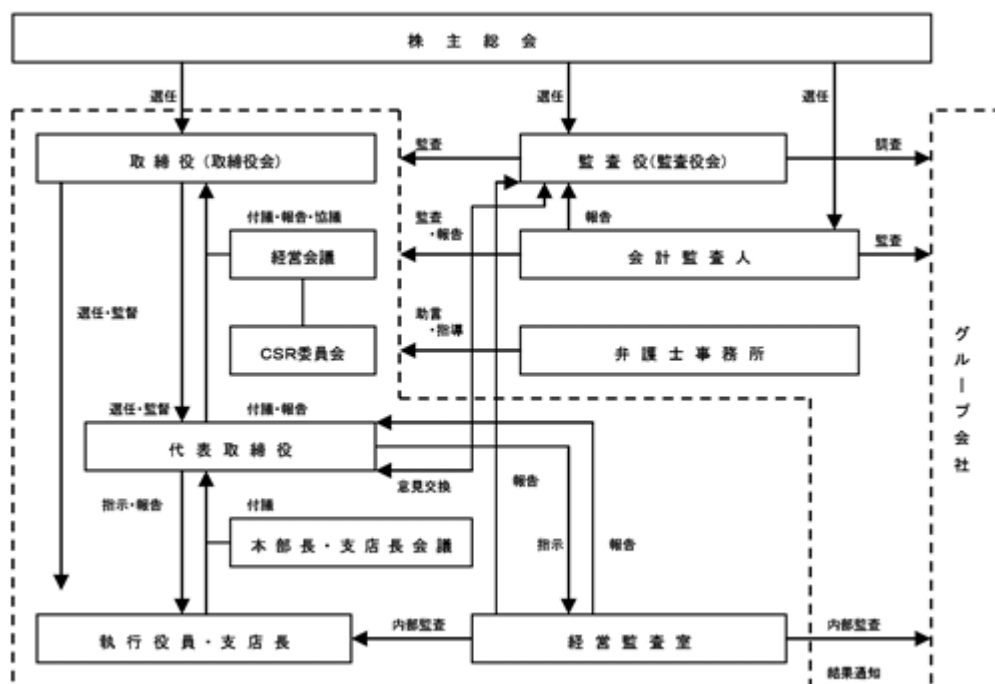 株主総会
選任
選任
選任
取締役(取締役会)
監査
監査役(監査役会)
調査
付議・報告・協議
監査
・報告
報告
経営会議
会計監査人
監査
選任・監督
助言
・指導
CSR委員会
弁護士事務所
グループ会社
選任・監督
付議・報告
代表取締役
意見交換
報告
指示・報告
付議
本部長・支店長会議
指示
報告
執行役員・支店長
内部監査
経営監査室
内部監査
結果通知